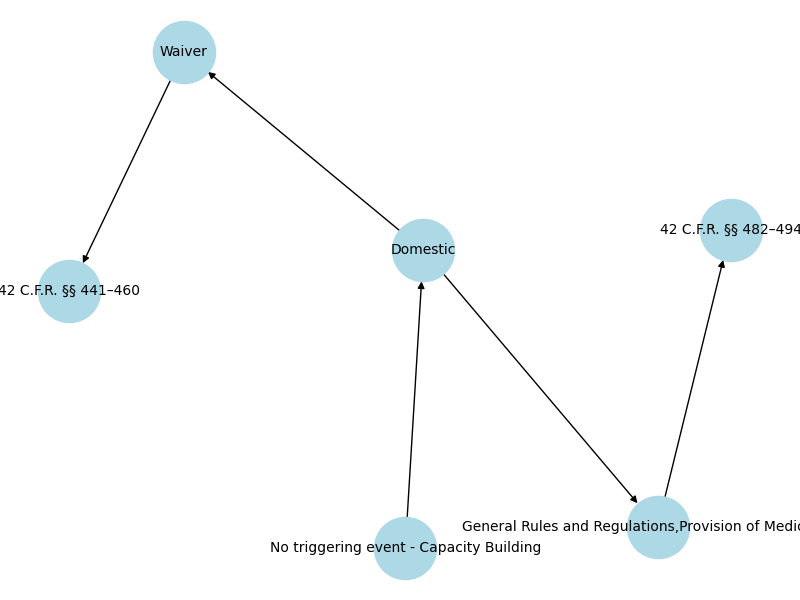 Waiver
42 C.F.R. §§ 482–494
Domestic
42 C.F.R. §§ 441–460
General Rules and Regulations,Provision of Medic
No triggering event - Capacity Building